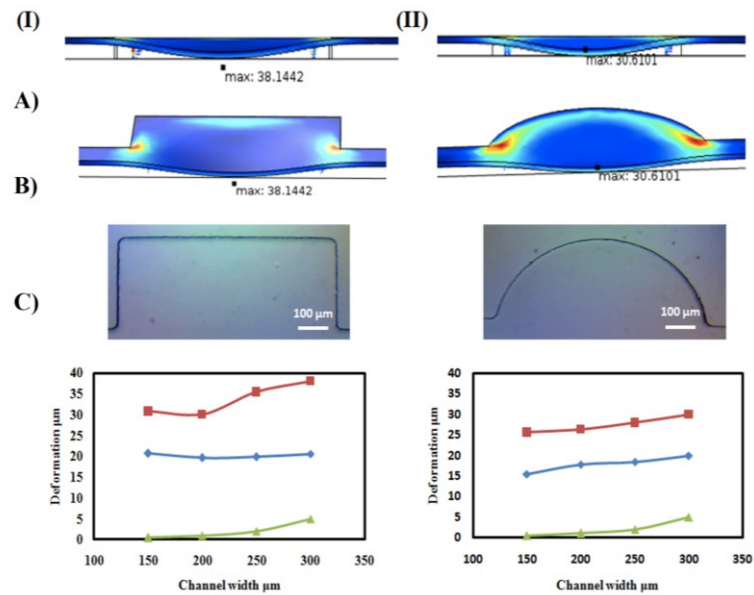 (I)
(II)
max: 38.1442
max: 30.6101
A)
B)
max: 38.1442
max: 30.6101
C)
100 µm
100 µm
40
35
30
25
20
15
10
5
0
Deformation µm
100 150 200 250 300 350
Channel width µm
40
35
30
25
20
15
10
5
0
Deformation µm
100 150 200 250 300 350
Channel width µm